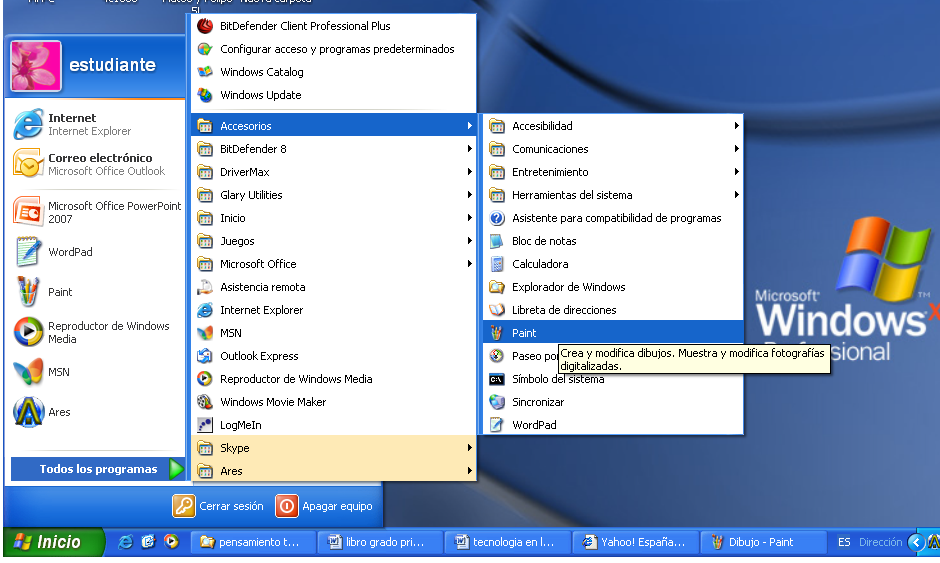 Nueva carpeta
estudiante
Internet
Internet Explorer
Correo electrónico
Microsoft Office Outlook
Microsoft Office PowerPoint
2007
WordPad
Paint
Reproductor de Windows
Media
MSN
Ares
Todos los programas
Cerrar sesión
Apagar equipo
BitDefender Client Professional Plus
Configurar acceso y programas predeterminados
Windows Catalog
Windows Update
Accesorios
BitDefender 8
DriverMax
Glary Utilities
Inicio
Juegos
Microsoft Office
Asistencia remota
Internet Explorer
MSN
Outlook Express
Reproductor de Windows Media
Windows Movie Maker
LogMeIn
Skype
Ares
Accesibilidad
Comunicaciones
Entretenimiento
Herramientas del sistema
Asistente para compatibilidad de programas
Bloc de notas
Calculadora
Explorador de Windows
Libreta de direcciones
Paint
Paseo por
Símbolo del sistema
Sincronizar
WordPad
Crea y modifica dibujos. Muestra y modifica fotografías
digitalizadas.
Microsoft
Windows
sional
Inicio
pensamiento t...
libro grado pri...
tecnologia en l...
Yahoo! España...
Dibujo - Paint
ES
Dirección